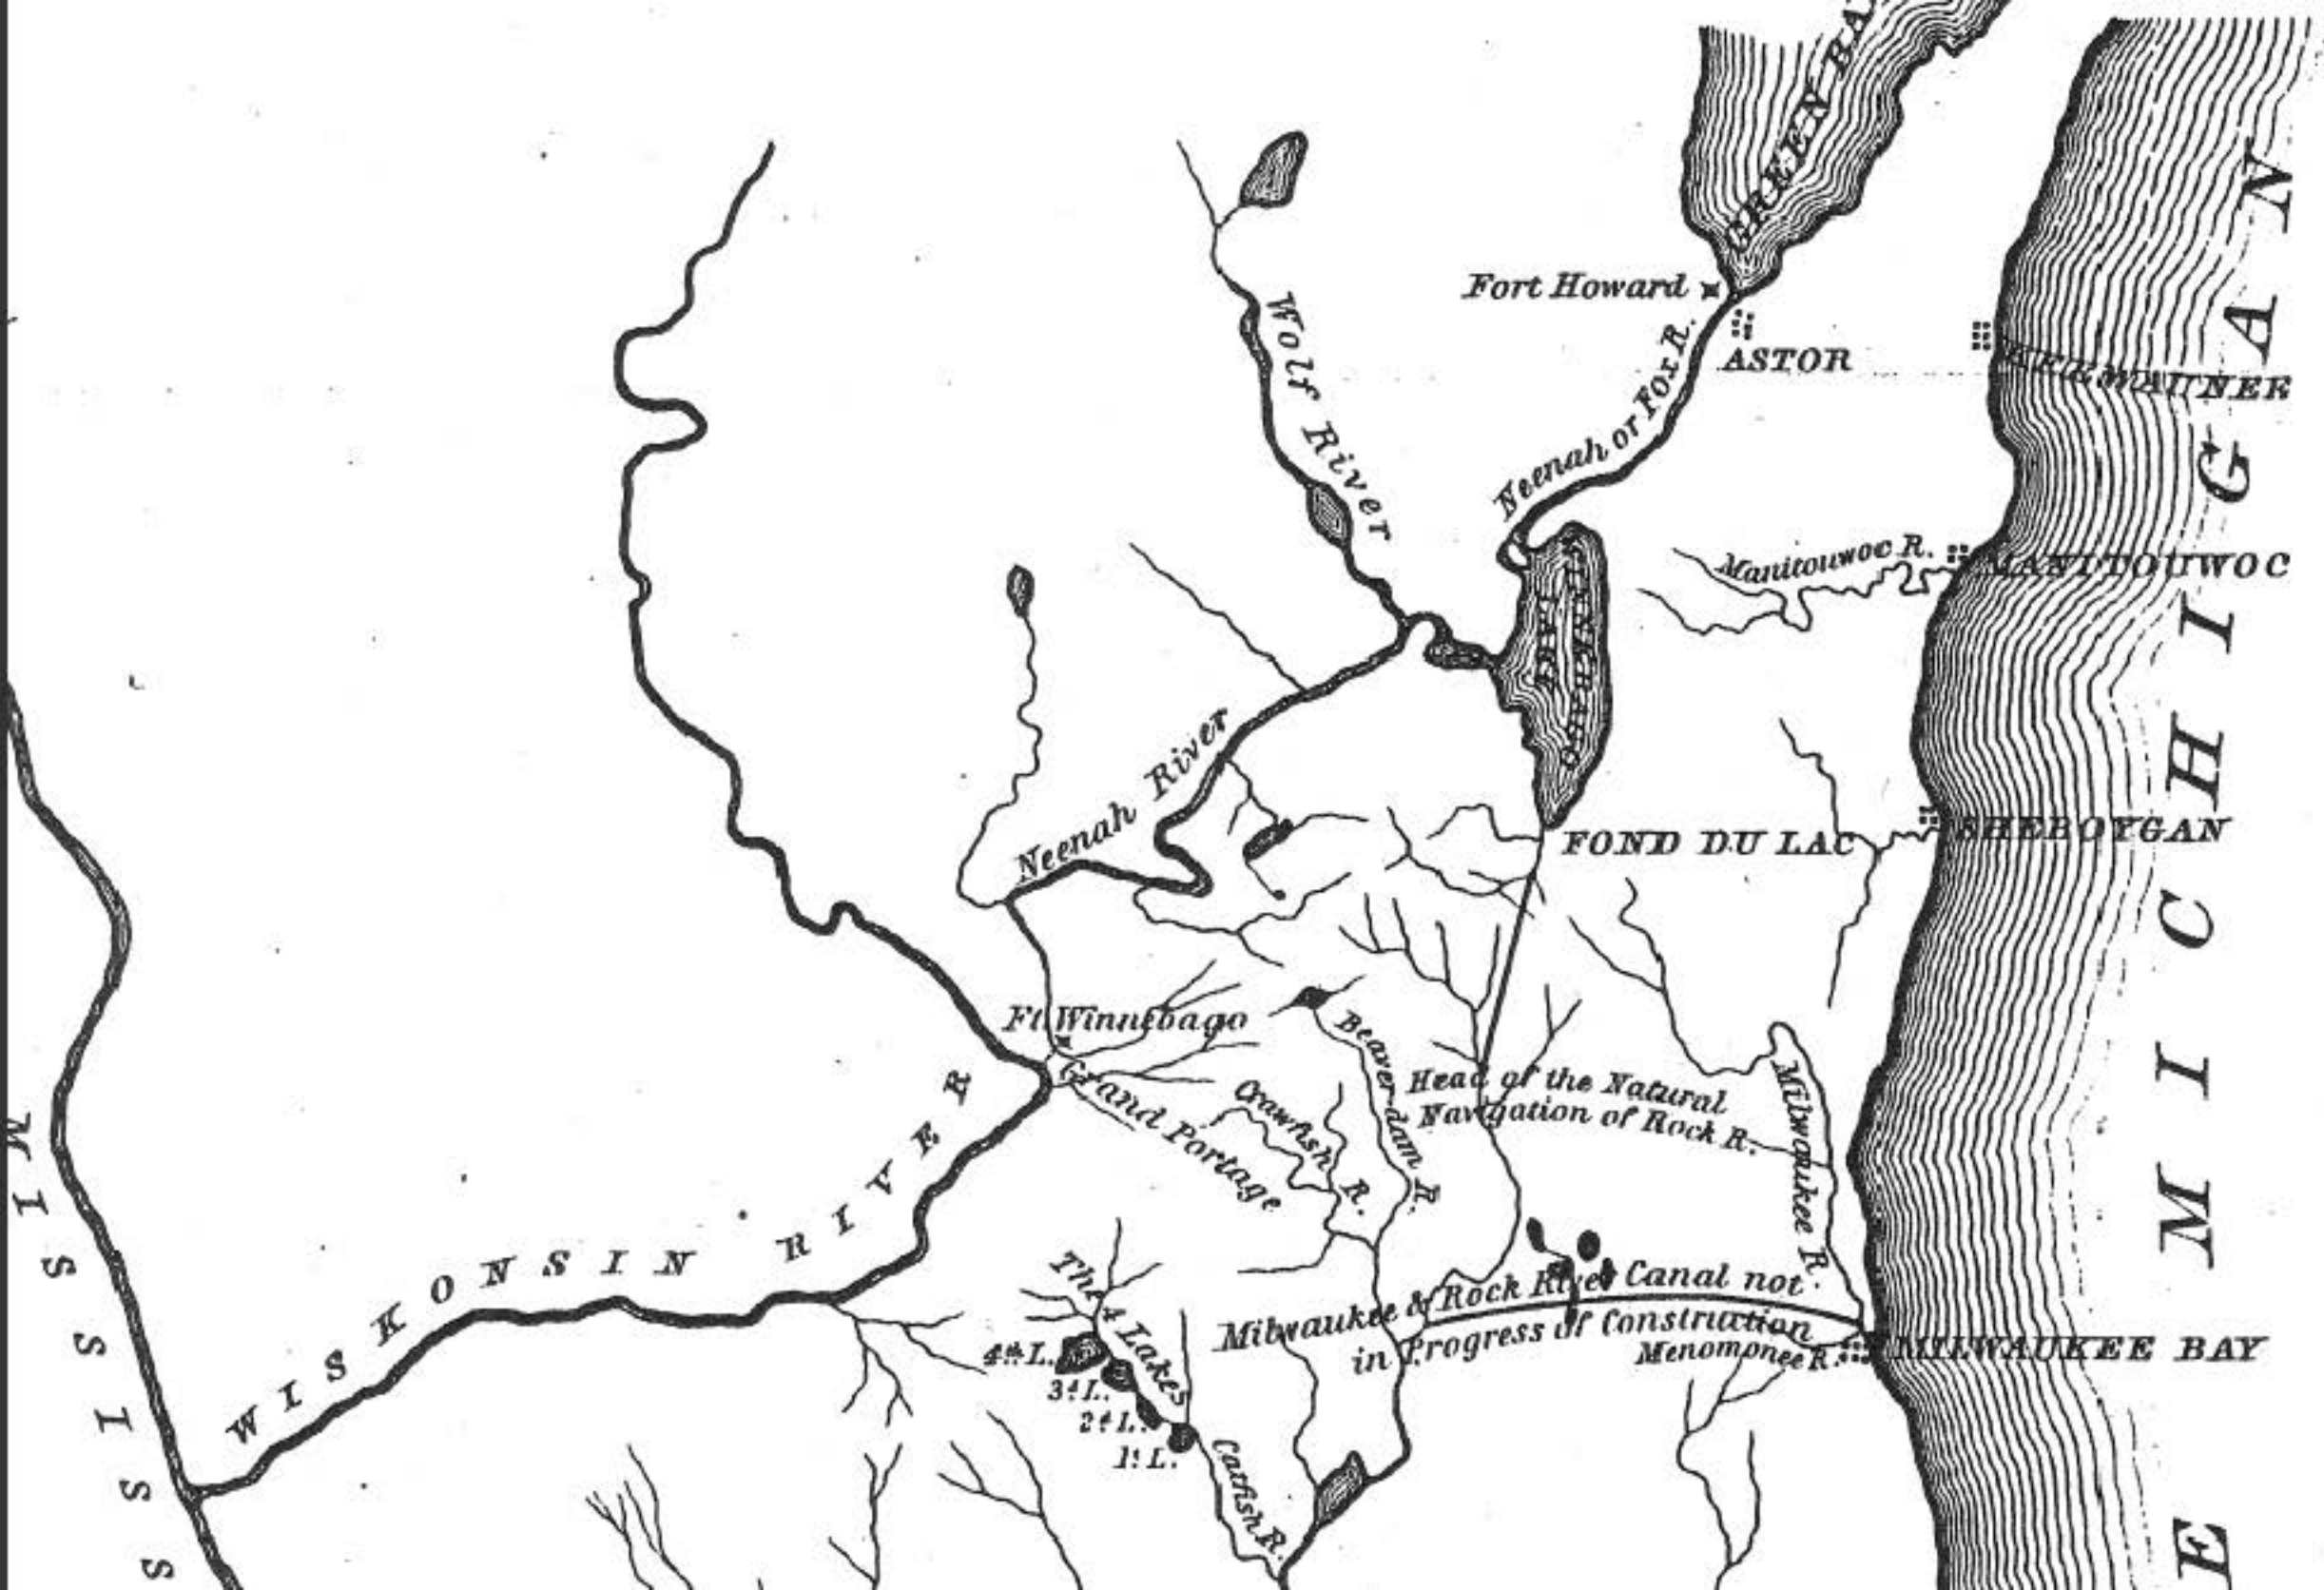 GREEN BA
Fort Howard
ASTOR
KEEWAUNEE
Wolf River
Neenah or Fox R.
WINNEBAGO
LAKE
Manitouwoc R.
MANITOUWOC
Neenah River
FOND DU LAC
SHEBOYGAN
Ft Winnebago
Grand Portage
Beaver dam R.
Crawfish R.
Head of the Natural
Navigation of Rock R.
Milwaukee R.
WISKONSIN RIVER
The 4 Lakes
4th L.
3d L.
2d L.
1st L.
Catfish R.
Milwaukee & Rock River Canal not
in Progress of Construction
Menomonee R.
MILWAUKEE BAY
MISSISS
E MICHIGAN